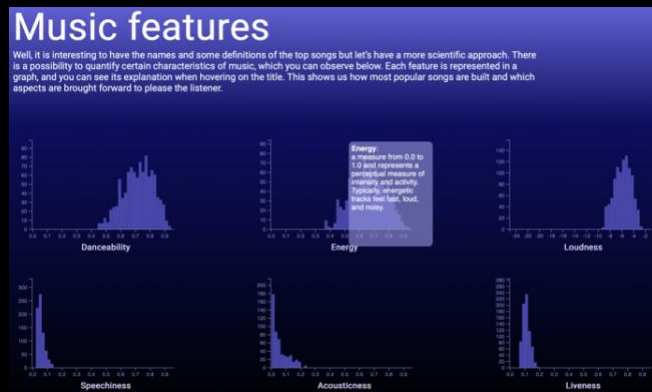 Music features
Well, it is interesting to have the names and some definitions of the top songs but let's have a more scientific approach. There
is a possibility to quantify certain characteristics of music, which you can observe below. Each feature is represented in a
graph, and you can see its explanation when hovering on the title. This shows us how most popular songs are built and which
aspects are brought forward to please the listener.
Energy:
a measure from 0.0 to
1.0 and represents a
perceptual measure of
intensity and activity.
Typically, energetic
tracks feel fast, loud,
and noisy.
Danceability
Energy
Loudness
Speechiness
Acousticness
Liveness